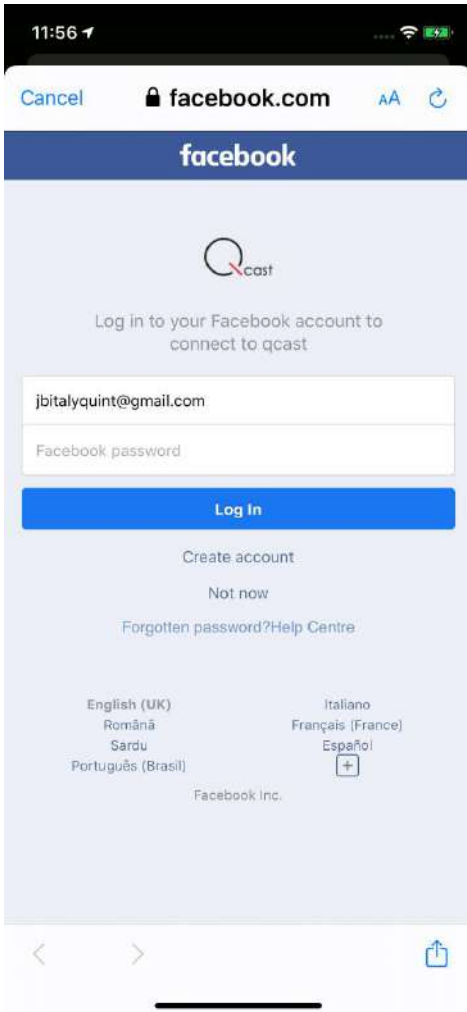 11:56
Cancel facebook.com AA
facebook
Qcast
Log in to your Facebook account to
connect to qcast
jbitalyquint@gmail.com
Facebook password
Log In
Create account
Not now
Forgotten password?Help Centre
English (UK) Italiano
Română Français (France)
Sardu Español
Português (Brasil) +
Facebook Inc.